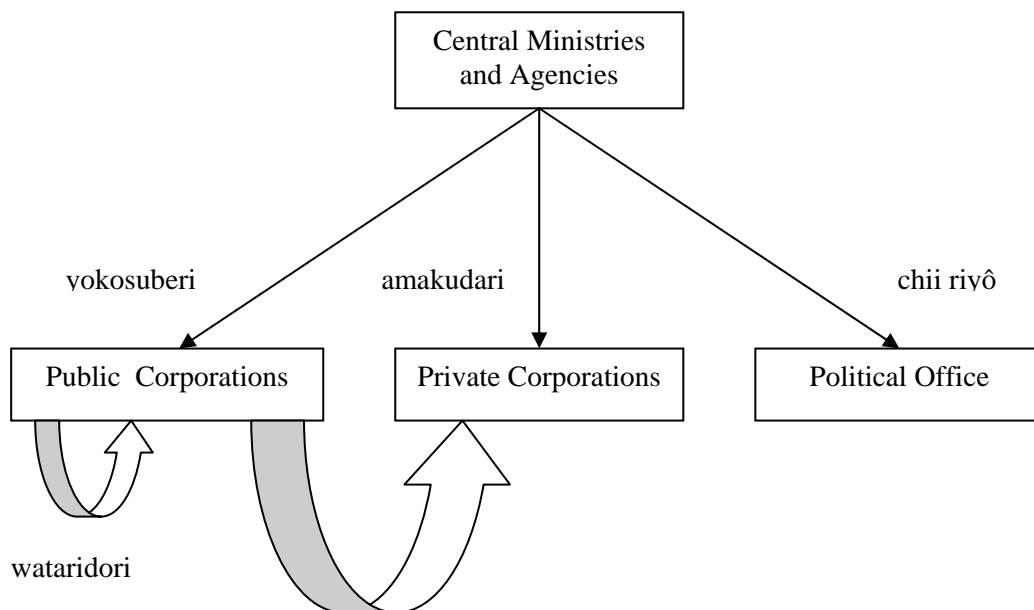 Central Ministries
and Agencies
yokosuberi
amakudari
chii riyô
Public Corporations
Private Corporations
Political Office
wataridori